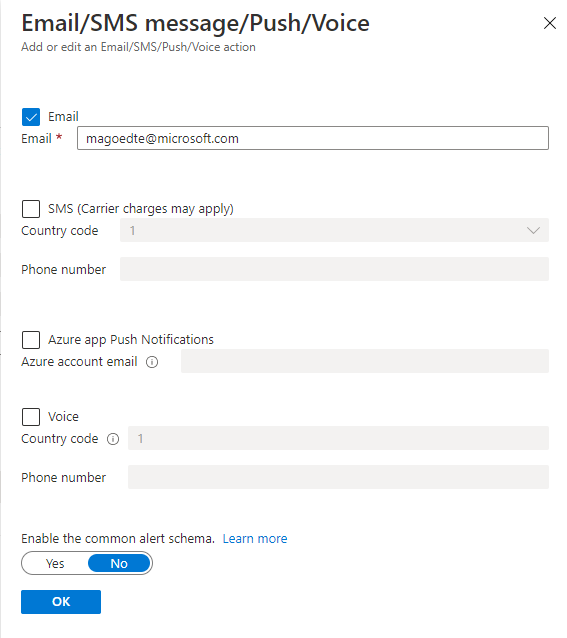 Email/SMS message/Push/Voice
Add or edit an Email/SMS/Push/Voice action
Email
Email * magoedte@microsoft.com
SMS (Carrier charges may apply)
Country code 1
Phone number
Azure app Push Notifications
Azure account email
Voice
Country code 1
Phone number
Enable the common alert schema. Learn more
Yes No
OK